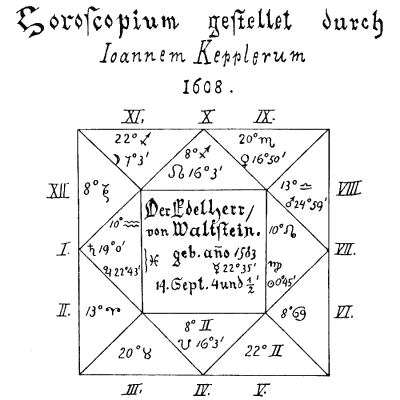 Horoſcopium geſtellet durch
Ioannem Kepplerum
1608.
XI, X IX.
22°♐ 20°♏
☽7°3' 8°♐ ♀16°50'
☊16°3'
XII 8°♑ 13°♎ VIII
♂24°59'
Der Edelherr/
10°♒ von Waltſtein. 10°♌
I. ♄19°0' geb. año 1583 VII.
♃22°43' }♓ ☿22°35' ♍
14. Sept. 4 und ½ ☉0°45'
II. 13°♈ 8°♋ VI.
8°♊
☋16°3'
20°♉ 22°♊
III, IV. V.